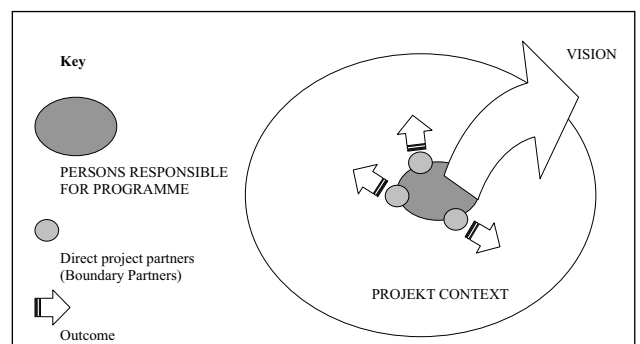 Key
PERSONS RESPONSIBLE
FOR PROGRAMME
Direct project partners
(Boundary Partners)
Outcome
VISION
PROJEKT CONTEXT